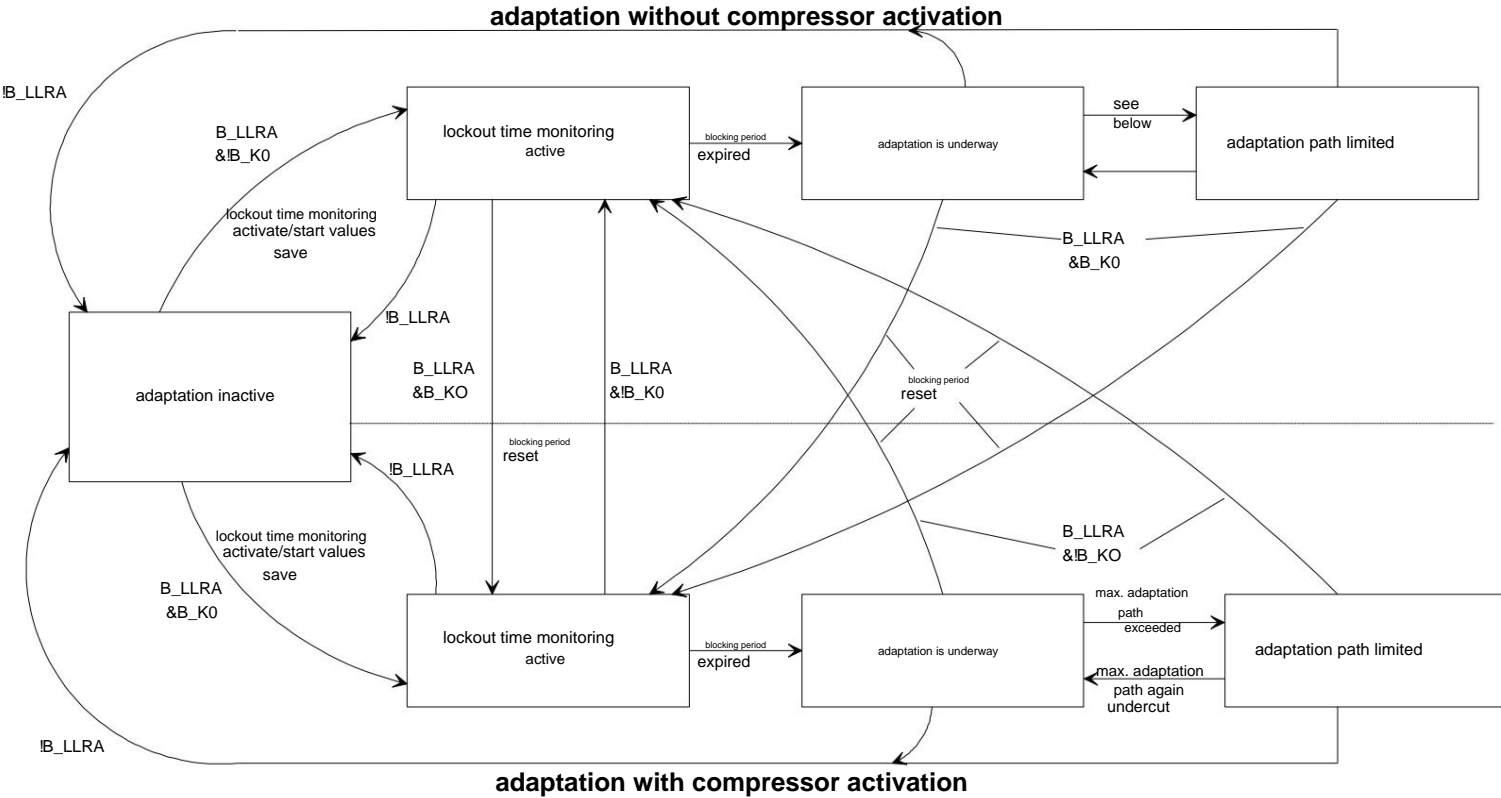 adaptation without compressor activation
!B_LLRA
B_LLRA
&!B_K0
lockout time monitoring
activate/start values
save
lockout time monitoring
active
blocking period
expired
adaptation is underway
see
below
adaptation path limited
!B_LLRA
B_LLRA
&B_K0
adaptation inactive
B_LLRA
&B_KO
B_LLRA
&!B_K0
blocking period
reset
blocking period
reset
!B_LLRA
lockout time monitoring
activate/start values
save
B_LLRA
&B_K0
B_LLRA
&!B_KO
lockout time monitoring
active
blocking period
expired
adaptation is underway
max. adaptation
path
exceeded
max. adaptation
path again
undercut
adaptation path limited
!B_LLRA
adaptation with compressor activation